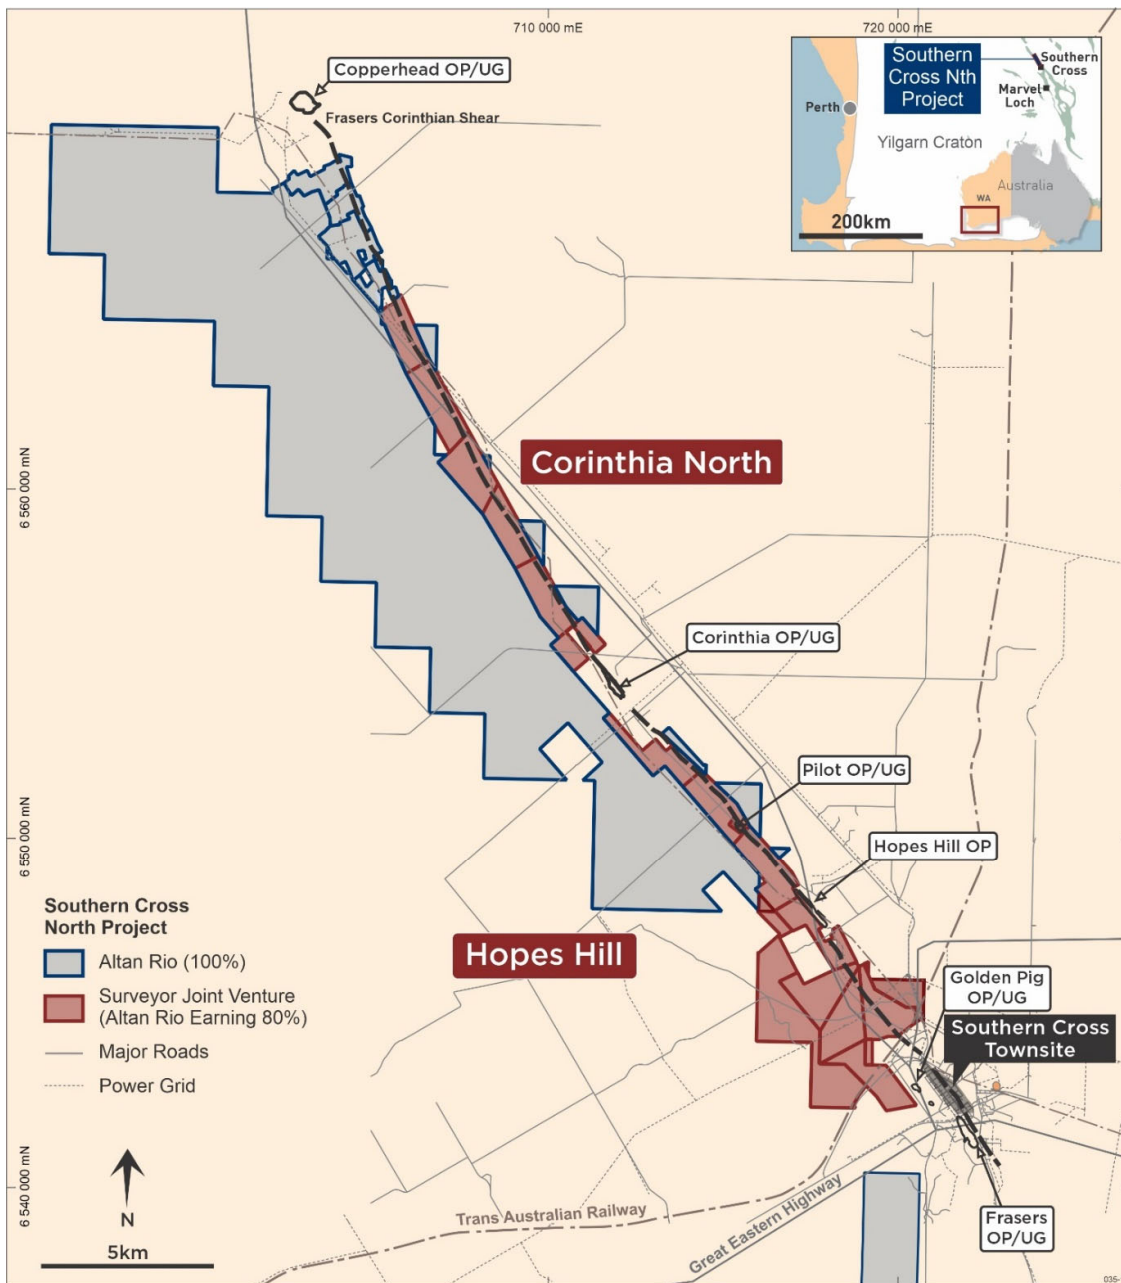 710 000 mE
720 000 mE
Copperhead OP/UG
Frasers Corinthian Shear
Southern
Cross Nth
Project
Southern
Cross
Marvel
Loch
Perth
Yilgarn Craton
Australia
WA
200km
Corinthia North
6 560 000 mN
Corinthia OP/UG
Pilot OP/UG
6 550 000 mN
Hopes Hill OP
Hopes Hill
Golden Pig
OP/UG
Southern Cross
Townsite
Southern Cross
North Project
Altan Rio (100%)
Surveyor Joint Venture
(Altan Rio Earning 80%)
Major Roads
Power Grid
N
5km
6 540 000 mN
Trans Australian Railway
Great Eastern Highway
Frasers
OP/UG
035-